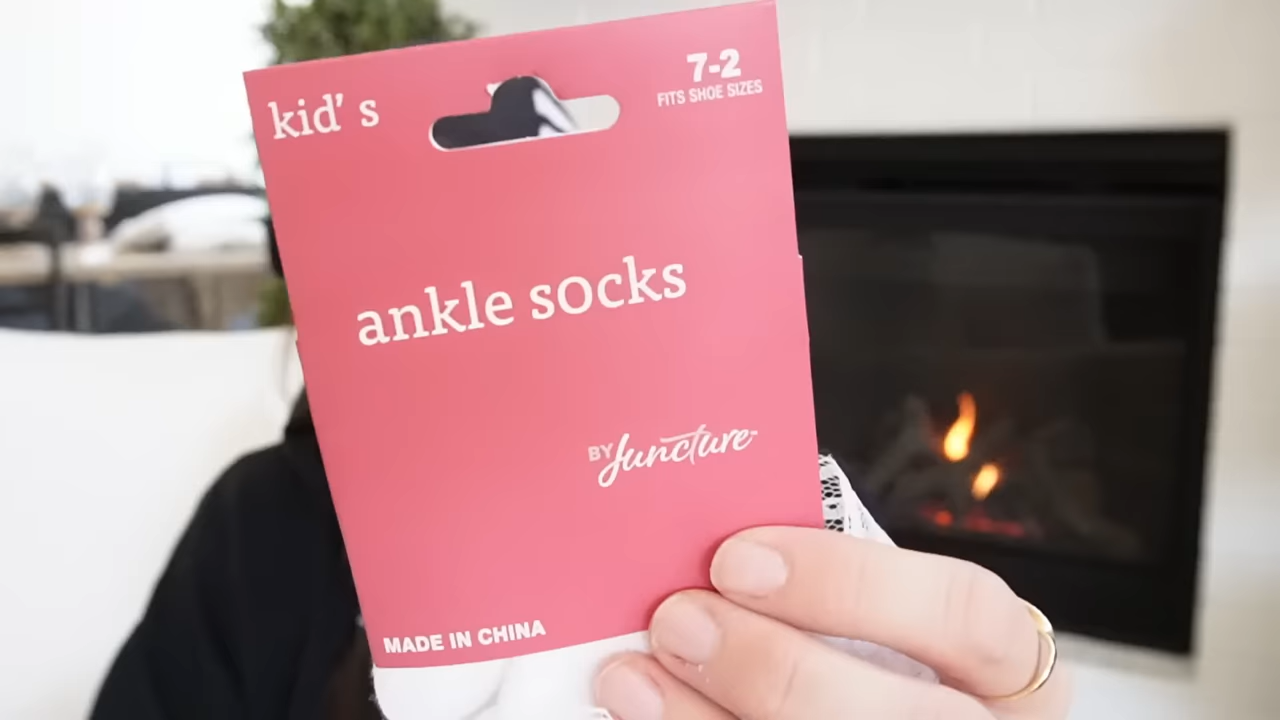 kid' s
7-2
FITS SHOE SIZES
ankle socks
BY Juncture
MADE IN CHINA